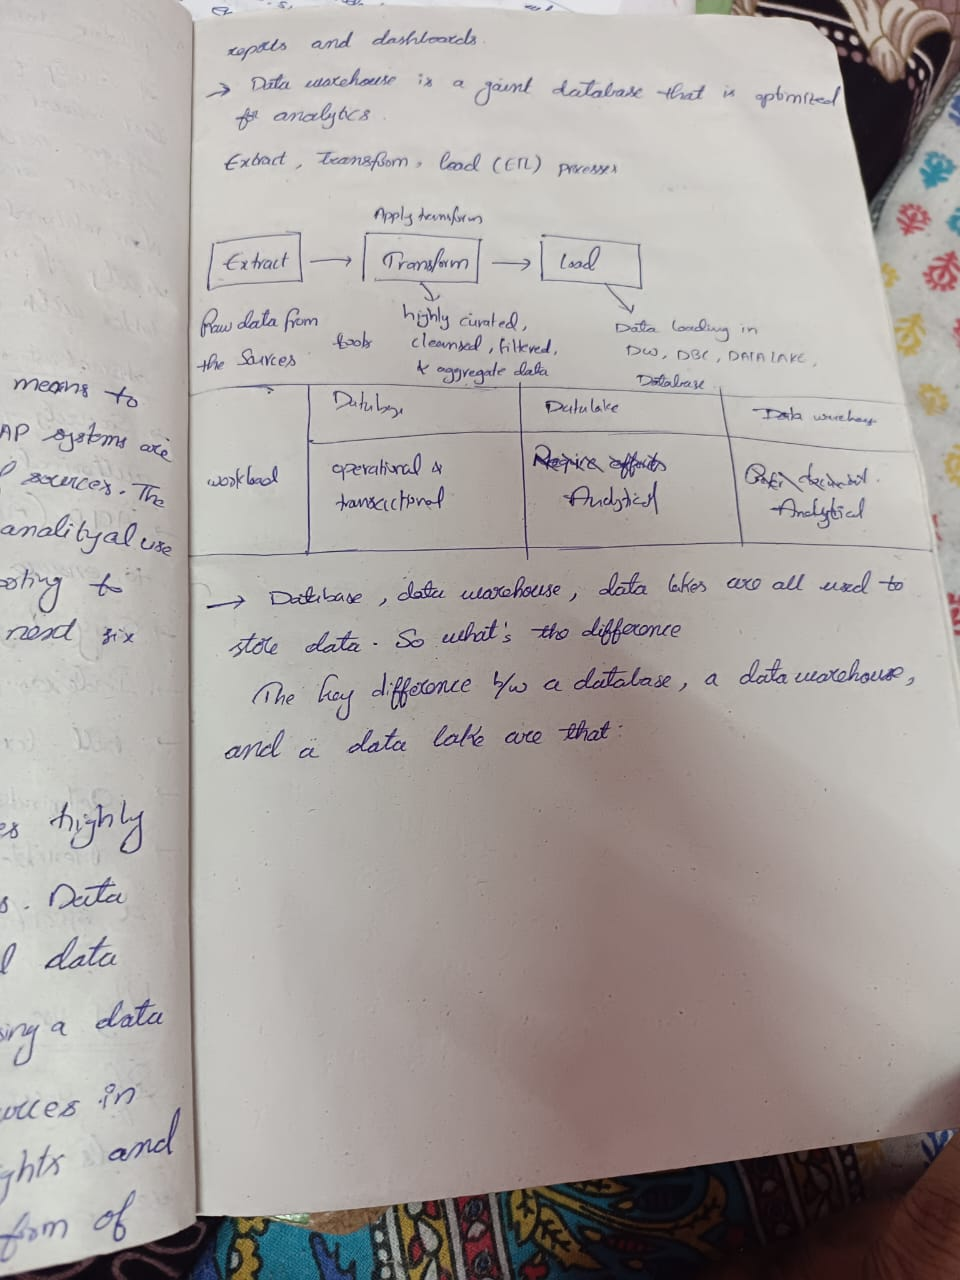 means to
AP systems are
sources. The
analityal use
to
next six
highly
s. Data
data
a data
in
and
form of
reports and dashboards.
→ Data warehouse is a gaint database that is optimized
for analytics.
Extract, Transform, load (ETL) processes
Apply transform
Extract → Transform → Load
Raw data from
the Sources
tools
highly curated,
cleansed, filtered,
& aggregate data
Data loading in
DW, DBC, DATA LAKE,
Database
Database Datalake Data warehouse
workload operational & Require efforts
transactional Analytical Analytical
→ Database, data warehouse, data lakes are all used to
store data. So what's the difference
The key difference b/w a database, a data warehouse,
and a data lake are that: